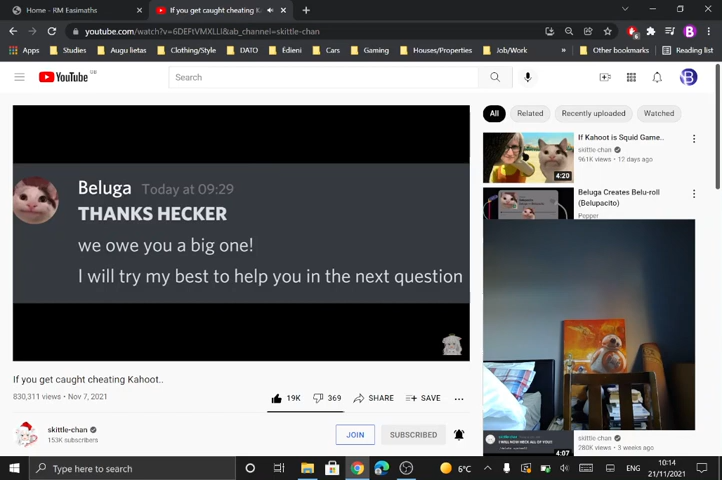 Home - RM Easimaths
If you get caught cheating K
youtube.com/watch?v=6DEFtVMXLLI&ab_channel=skittle-chan
Apps
Studies
Augu lietas
Clothing/Style
DATO
Edieni
Cars
Gaming
Houses/Properties
Job/Work
»
Other bookmarks
Reading list
YouTube
Search
B
All
Related
Recently uploaded
Watched
Beluga Today at 09:29
THANKS HECKER
we owe you a big one!
I will try my best to help you in the next question
If Kahoot is Squid Game..
skittle-chan
961K views • 12 days ago
4:20
Beluga Creates Belu-roll
(Belupacito)
Pepper
If you get caught cheating Kahoot..
830,311 views • Nov 7, 2021
19K
369
SHARE
SAVE
skittle-chan
153K subscribers
JOIN
SUBSCRIBED
skittle-chan
280K views • 3 weeks ago
4:07
Type here to search
6°C
ENG
10:14
21/11/2021